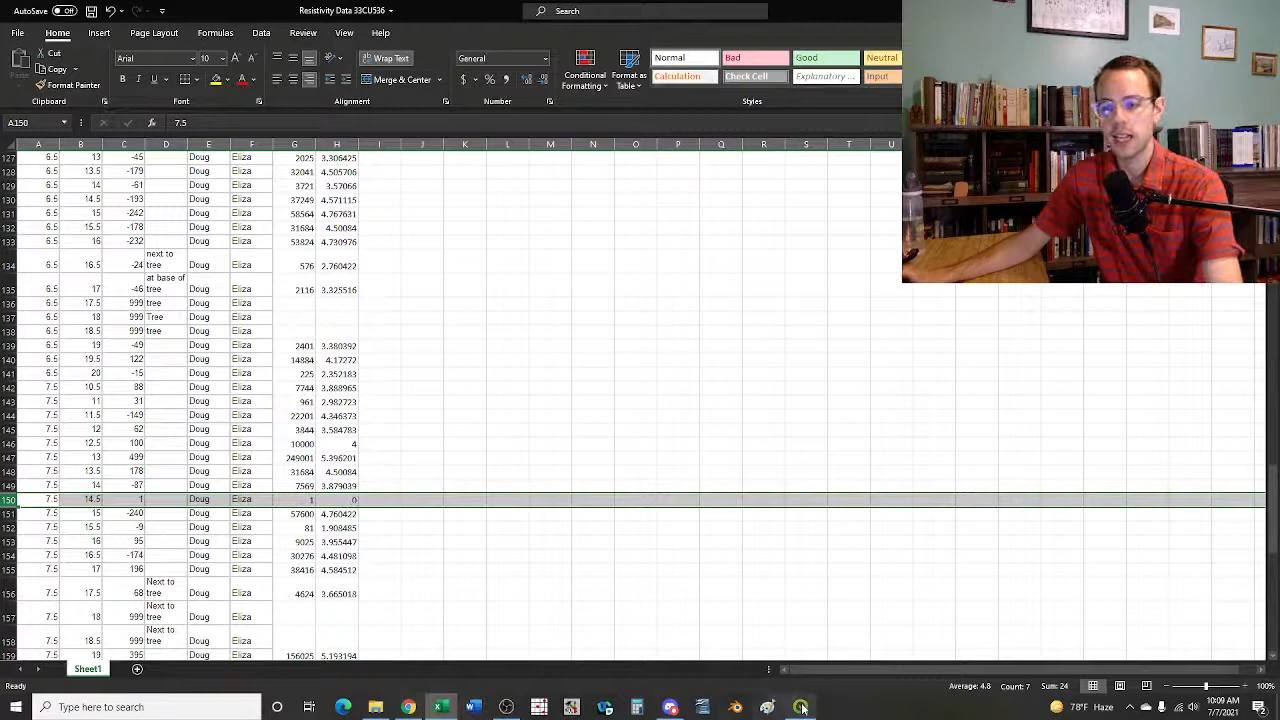 AutoSave Off Resistivity Data 33CU536 Search
File Home Insert Draw Page Layout Formulas Data Review View Help
Cut Arial 10 Wrap Text General Normal Bad Good Neutral
Copy Conditional Format as
Format Painter Merge & Center Formatting Table Calculation Check Cell Explanatory ... Input
Clipboard Font Alignment Number Styles
A150 fx 7.5
A B C D E F G H I J K L M N O P Q R S T U
127 6.5 13 -45 Doug Eliza 2025 3.306425
128 6.5 13.5 -179 Doug Eliza 32041 4.505706
129 6.5 14 -61 Doug Eliza 3721 3.57066
130 6.5 14.5 -193 Doug Eliza 37249 4.571115
131 6.5 15 -242 Doug Eliza 58564 4.767631
132 6.5 15.5 -178 Doug Eliza 31684 4.50084
133 6.5 16 -232 Doug Eliza 53824 4.730976
next to
134 6.5 16.5 -24 tree Doug Eliza 576 2.760422
at base of
135 6.5 17 -46 tree Doug Eliza 2116 3.325516
136 6.5 17.5 999 tree Doug Eliza
137 6.5 18 999 Tree Doug Eliza
138 6.5 18.5 999 tree Doug Eliza
139 6.5 19 -49 Doug Eliza 2401 3.380392
140 6.5 19.5 122 Doug Eliza 14884 4.17272
141 6.5 20 -15 Doug Eliza 225 2.352183
142 7.5 10.5 88 Doug Eliza 7744 3.888965
143 7.5 11 31 Doug Eliza 961 2.982723
144 7.5 11.5 -149 Doug Eliza 22201 4.346373
145 7.5 12 62 Doug Eliza 3844 3.584783
146 7.5 12.5 100 Doug Eliza 10000 4
147 7.5 13 499 Doug Eliza 249001 5.396201
148 7.5 13.5 178 Doug Eliza 31684 4.50084
149 7.5 14 -87 Doug Eliza 7569 3.879039
150 7.5 14.5 1 Doug Eliza 1 0
151 7.5 15 -240 Doug Eliza 57600 4.760422
152 7.5 15.5 -9 Doug Eliza 81 1.908485
153 7.5 16 95 Doug Eliza 9025 3.955447
154 7.5 16.5 -174 Doug Eliza 30276 4.481098
155 7.5 17 196 Doug Eliza 38416 4.584512
Next to
156 7.5 17.5 68 tree Doug Eliza 4624 3.665018
Next to
157 7.5 18 999 tree Doug Eliza
Next to
158 7.5 18.5 999 tree Doug Eliza
159 7.5 19 395 Doug Eliza 156025 5.193194
Sheet1
Ready Average: 4.8 Count: 7 Sum: 24 100%
Type here to search 78°F Haze 10:09 AM
7/7/2021